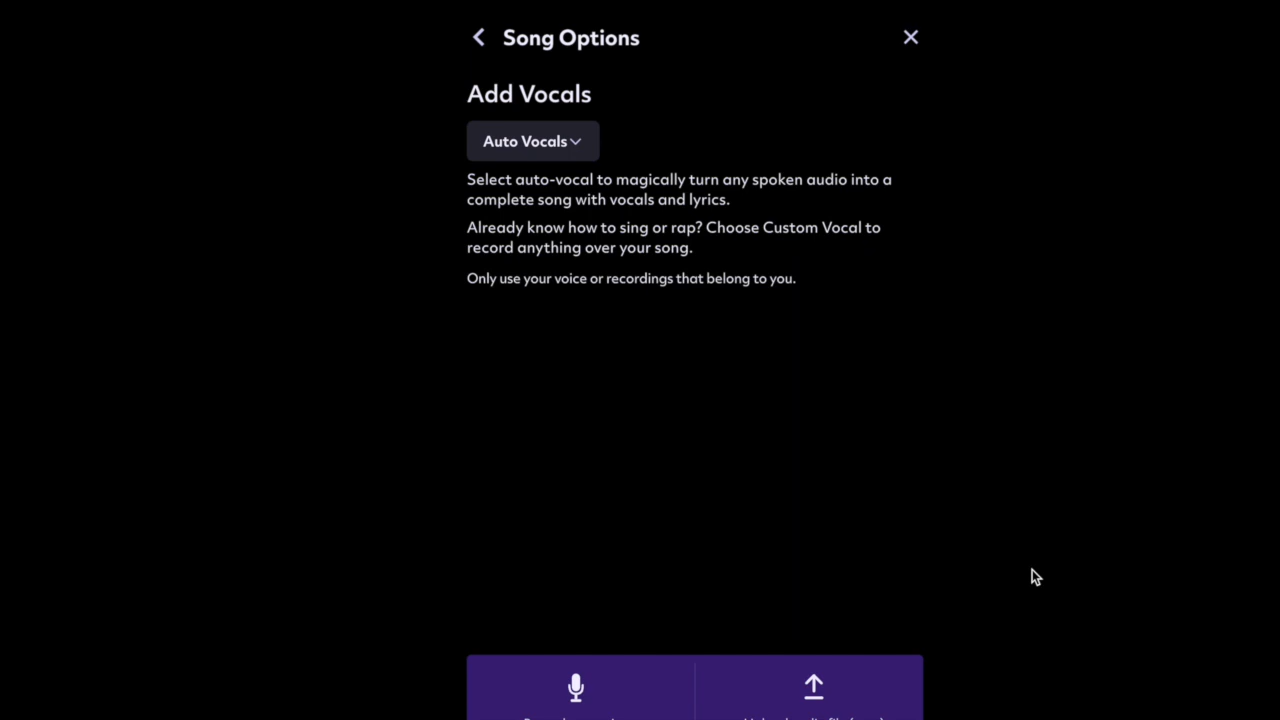 Song Options
Add Vocals
Auto Vocals
Select auto-vocal to magically turn any spoken audio into a
complete song with vocals and lyrics.
Already know how to sing or rap? Choose Custom Vocal to
record anything over your song.
Only use your voice or recordings that belong to you.